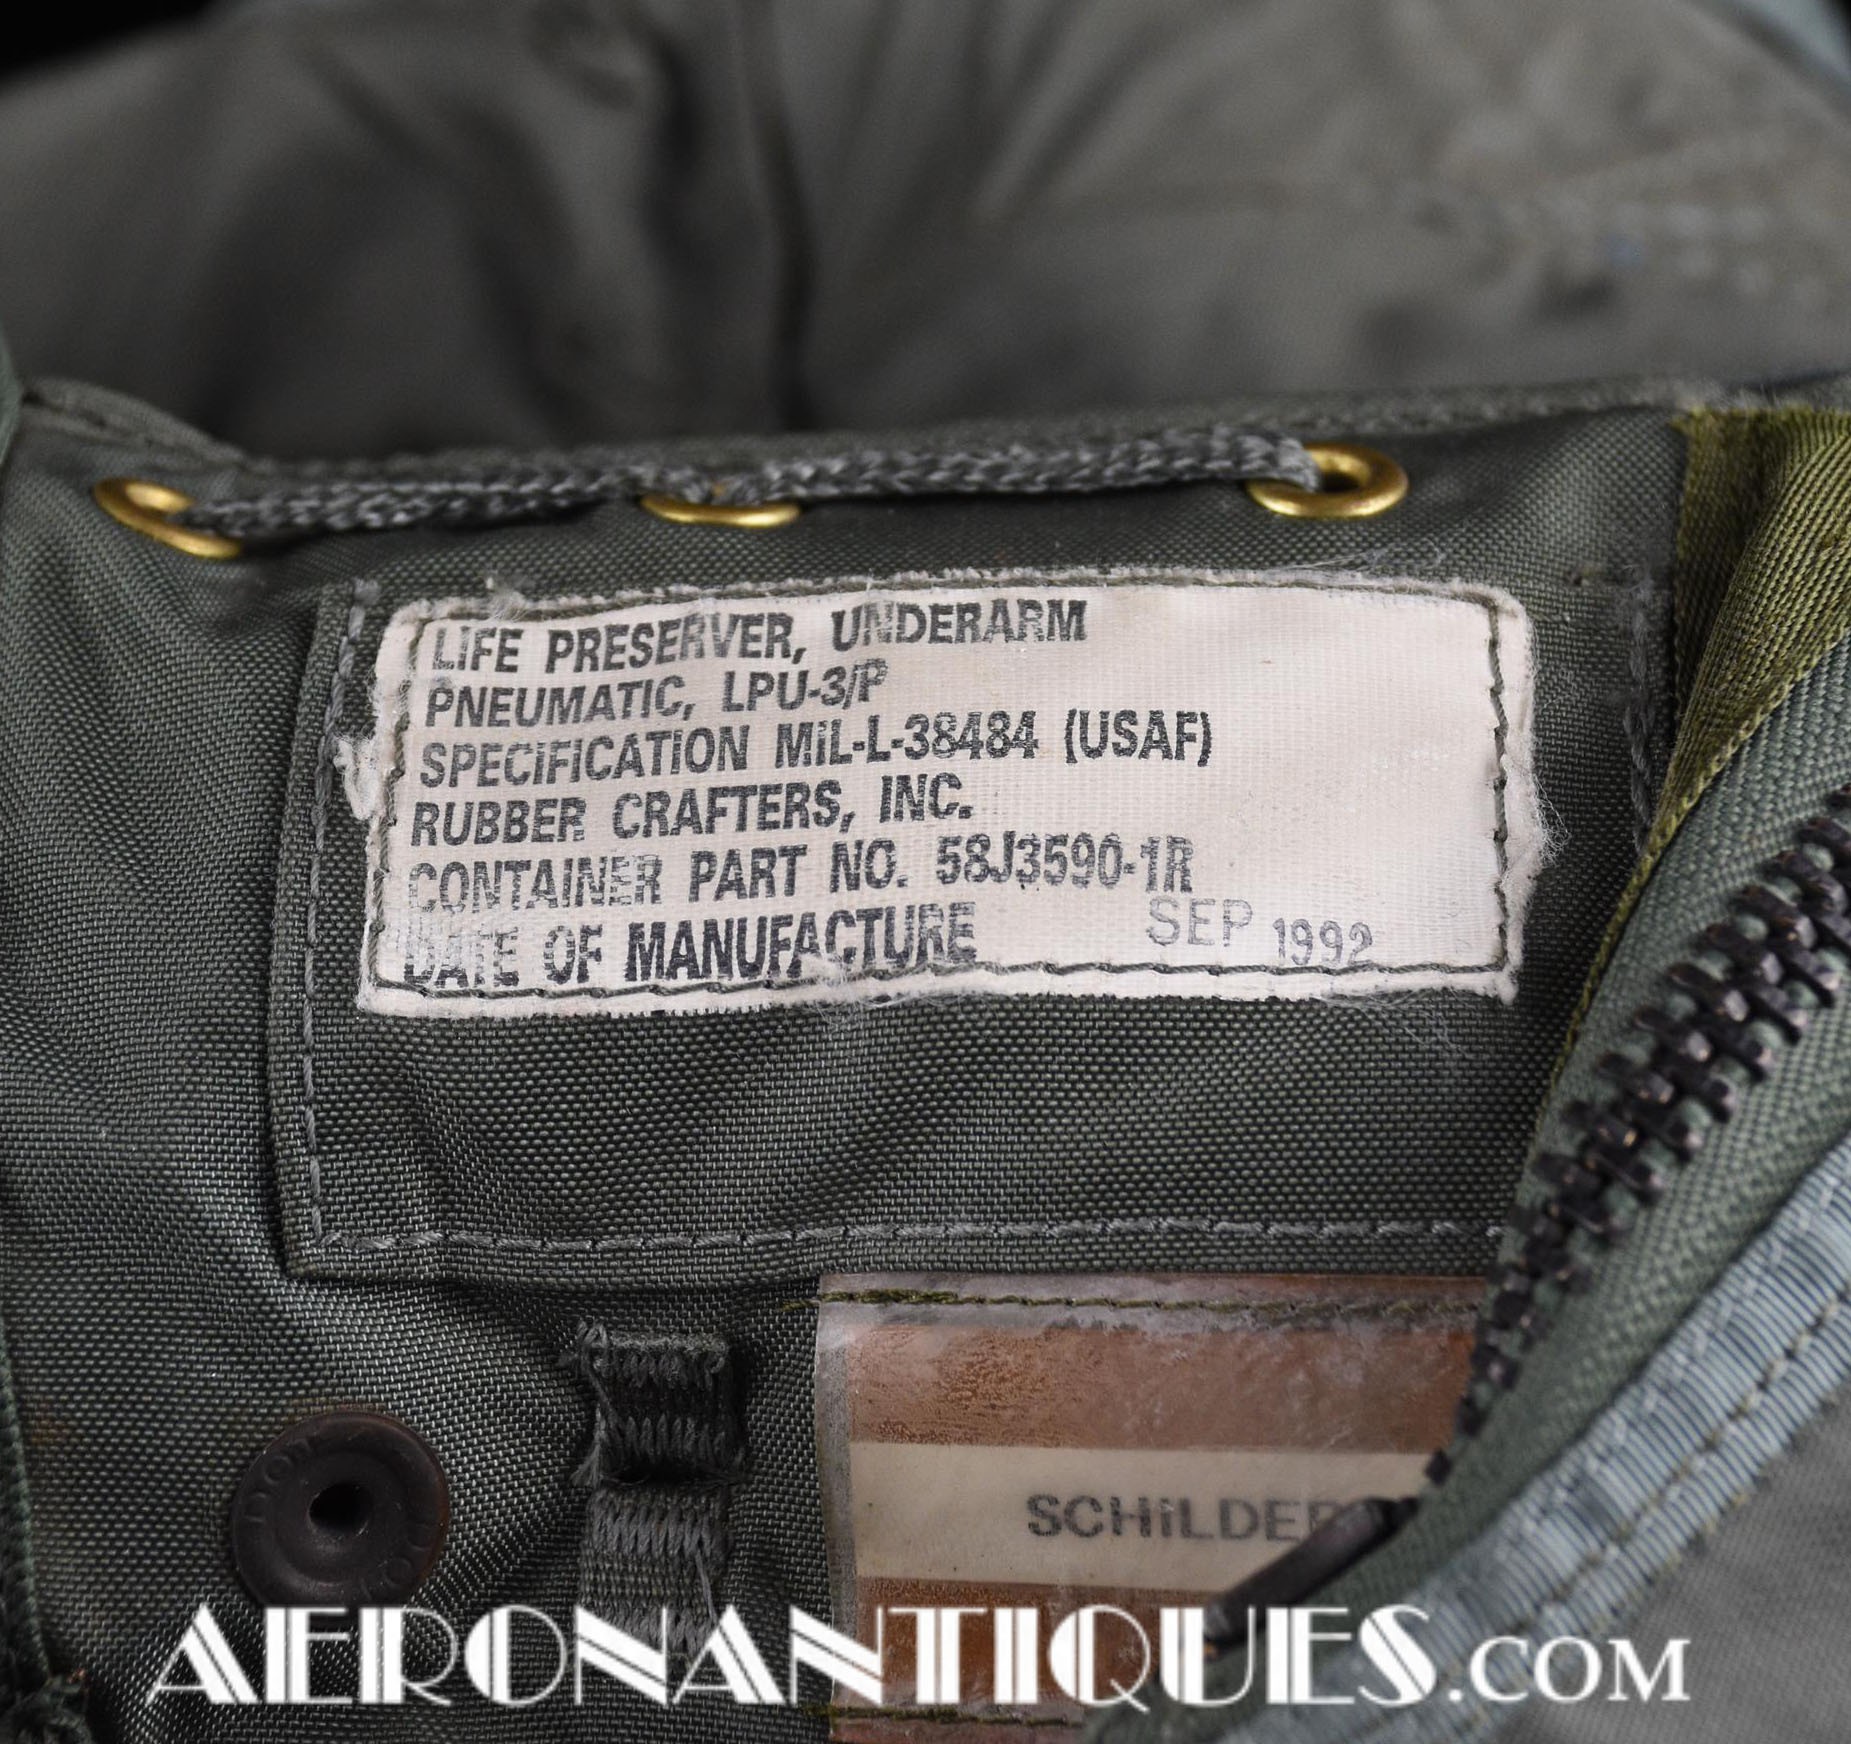 LIFE PRESERVER, UNDERARM
PNEUMATIC, LPU-3/P
SPECiFiCATiON MiL-L-38484 (USAF)
RUBBER CRAFTERS, INC.
CONTAINER PART NO. 58J3590-1R
DATE OF MANUFACTURE SEP 1992
SCHiLDER
AERONANTIQUES.COM